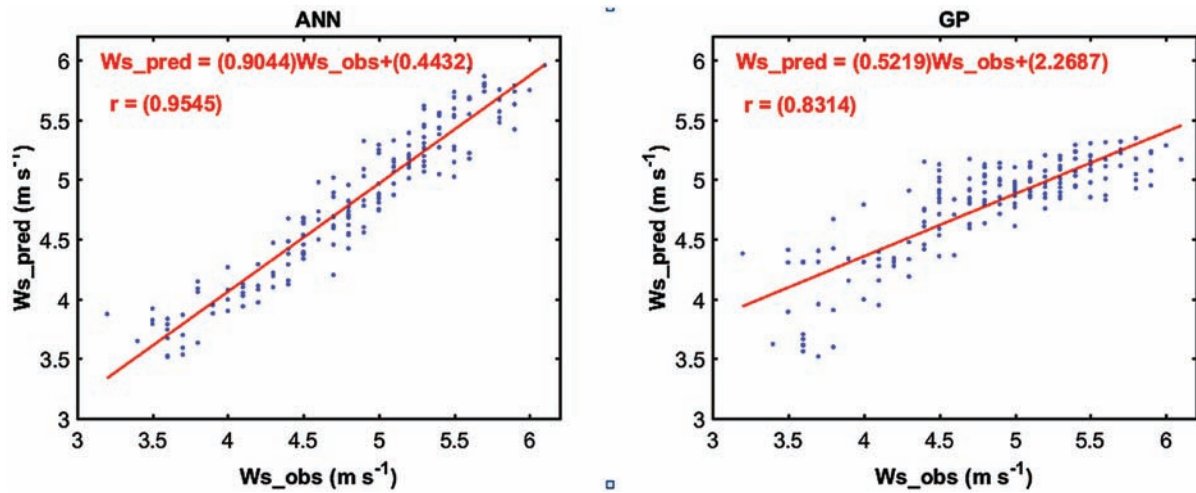 ANN
Ws_pred = (0.9044)Ws_obs+(0.4432)
r = (0.9545)
Ws_pred (m s⁻¹)
6
5.5
5
4.5
4
3.5
3
3 3.5 4 4.5 5 5.5 6
Ws_obs (m s⁻¹)
GP
Ws_pred = (0.5219)Ws_obs+(2.2687)
r = (0.8314)
Ws_pred (m s⁻¹)
6
5.5
5
4.5
4
3.5
3
3 3.5 4 4.5 5 5.5 6
Ws_obs (m s⁻¹)